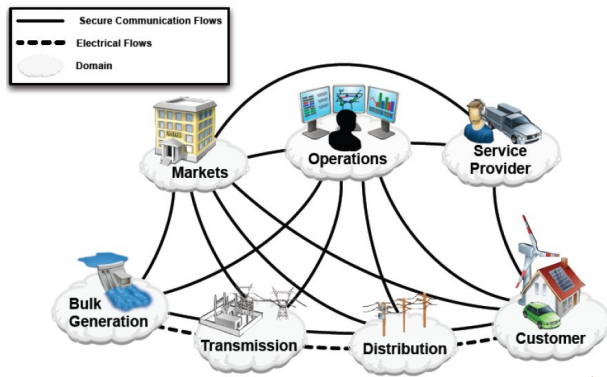 Secure Communication Flows
Electrical Flows
Domain
Markets
Operations
Service
Provider
Bulk
Generation
Transmission
Distribution
Customer